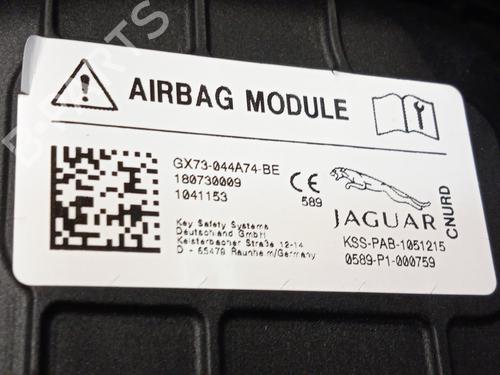 AIRBAG MODULE
GX73-044A74-BE
180730009
1041153
Key Safety Systems
Deutschland GmbH
Kelsterbacher Straße 12-14
D - 65479 Raunheim/Germany
CE
589
JAGUAR
CNURD
KSS-PAB-1051215
0589-P1-000759
B-PARTS